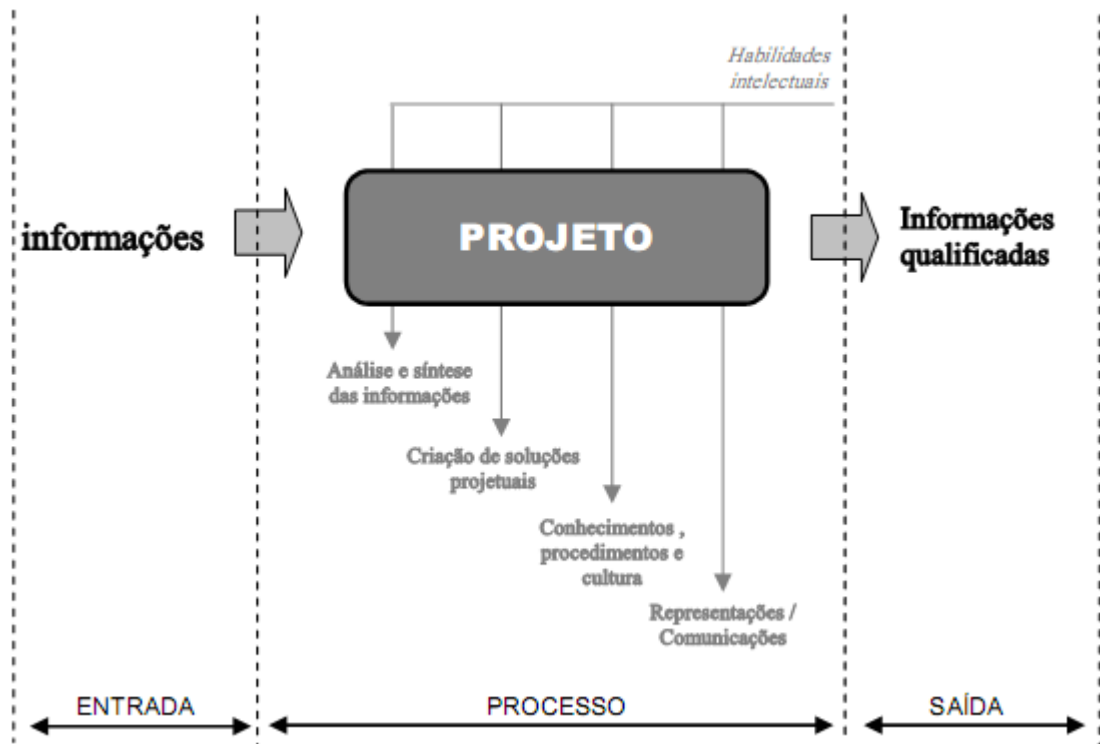 Habilidades
intelectuais
informações
PROJETO
Informações
qualificadas
Análise e síntese
das informações
Criação de soluções
projetuais
Conhecimentos ,
procedimentos e
cultura
Representações /
Comunicações
ENTRADA
PROCESSO
SAÍDA